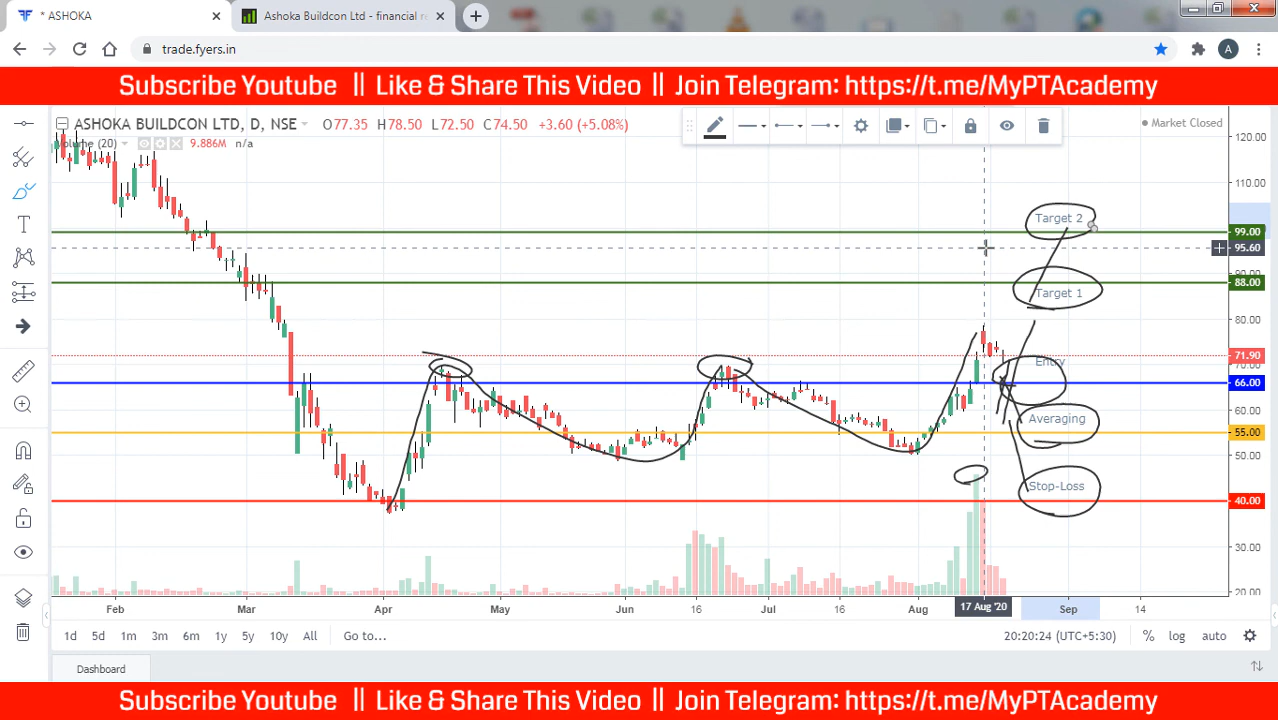 * ASHOKA
Ashoka Buildcon Ltd - financial re
trade.fyers.in
A
Subscribe Youtube || Like & Share This Video || Join Telegram: https://t.me/MyPTAcademy
ASHOKA BUILDCON LTD, D, NSE O77.35 H78.50 L72.50 C74.50 +3.60 (+5.08%)
Market Closed
Volume (20) 9.886M n/a
120.00
110.00
Target 2
99.00
95.60
88.00
Target 1
80.00
71.90
Entry
66.00
60.00
Averaging
55.00
50.00
Stop-Loss
40.00
30.00
20.00
Feb Mar Apr May Jun 16 Jul 16 Aug 17 Aug '20 Sep 14
1d 5d 1m 3m 6m 1y 5y 10y All Go to... 20:20:24 (UTC+5:30) % log auto
Dashboard
Subscribe Youtube || Like & Share This Video || Join Telegram: https://t.me/MyPTAcademy